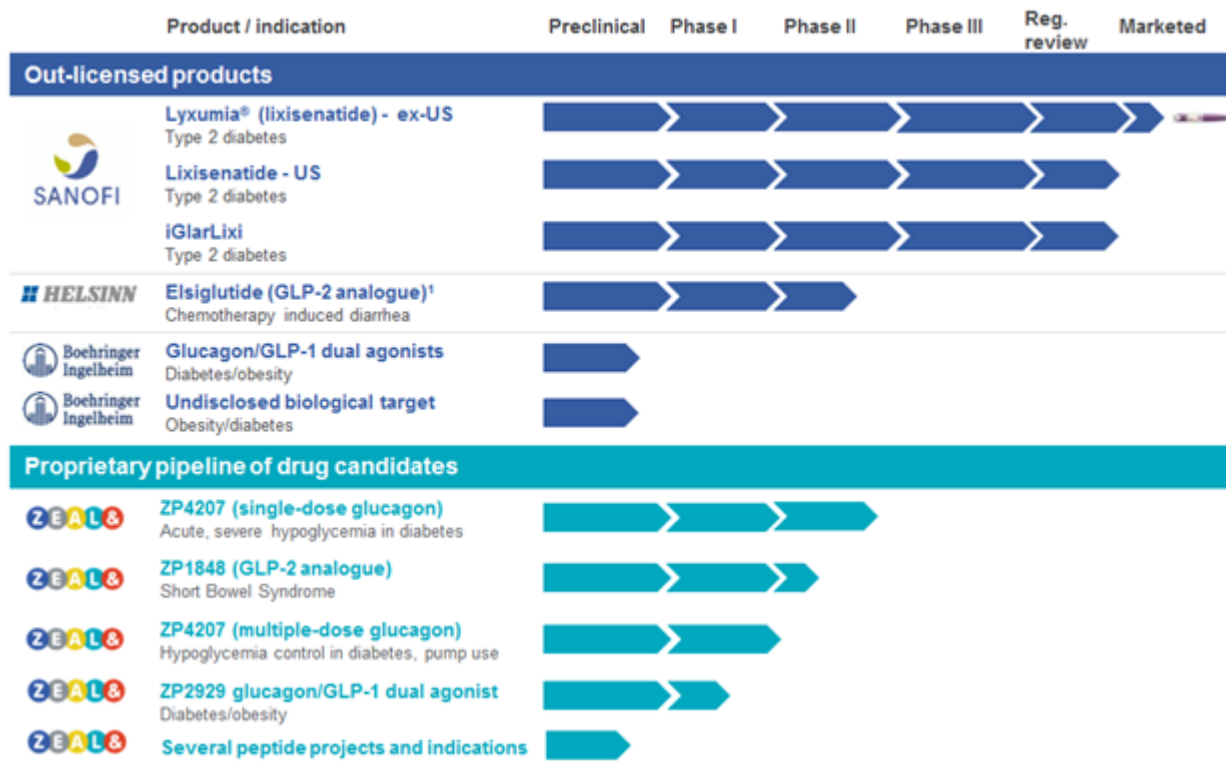 Product / indication Preclinical Phase I Phase II Phase III Reg. review Marketed
Out-licensed products
SANOFI
Lyxumia® (lixisenatide) - ex-US
Type 2 diabetes
Lixisenatide - US
Type 2 diabetes
iGlarLixi
Type 2 diabetes
HELSINN
Elsiglutide (GLP-2 analogue)¹
Chemotherapy induced diarrhea
Boehringer
Ingelheim
Glucagon/GLP-1 dual agonists
Diabetes/obesity
Boehringer
Ingelheim
Undisclosed biological target
Obesity/diabetes
Proprietary pipeline of drug candidates
ZEAL&
ZP4207 (single-dose glucagon)
Acute, severe hypoglycemia in diabetes
ZEAL&
ZP1848 (GLP-2 analogue)
Short Bowel Syndrome
ZEAL&
ZP4207 (multiple-dose glucagon)
Hypoglycemia control in diabetes, pump use
ZEAL&
ZP2929 glucagon/GLP-1 dual agonist
Diabetes/obesity
ZEAL&
Several peptide projects and indications